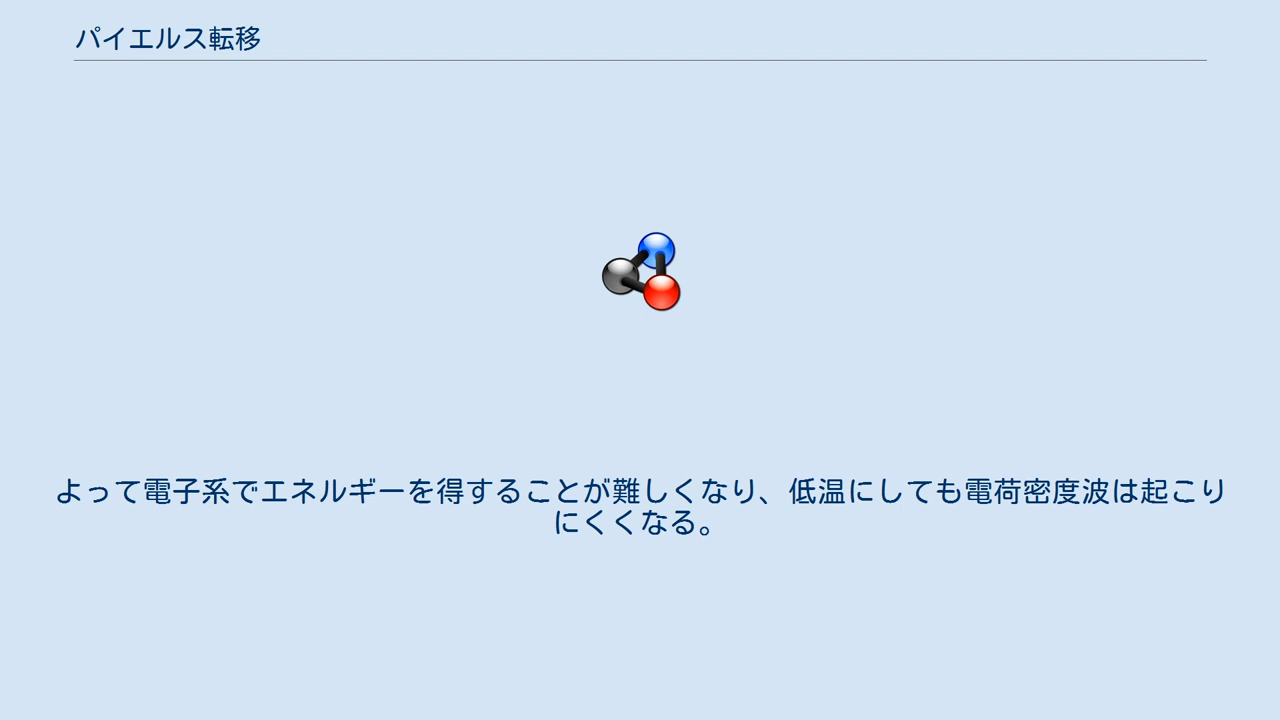 パイエルス転移
よって電子系でエネルギーを得することが難しくなり、低温にしても電荷密度波は起こり
にくくなる。